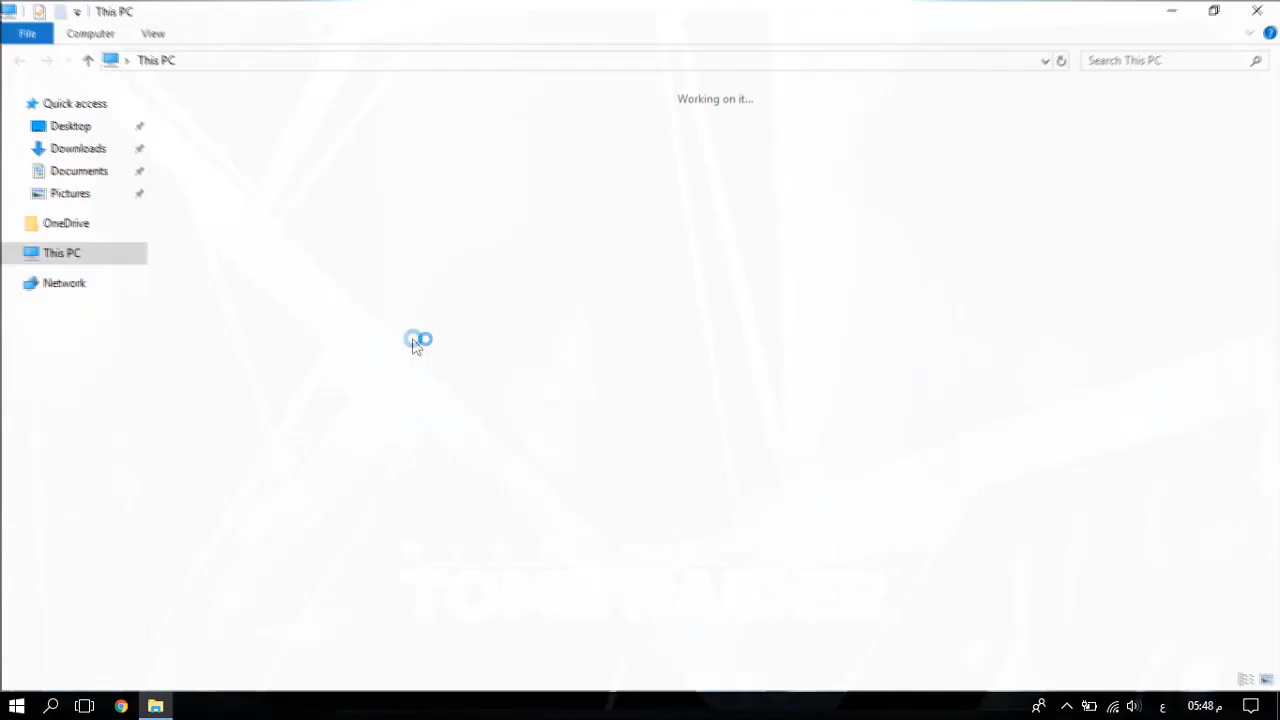 This PC
File
Computer
View
This PC
Search This PC
Working on it...
Quick access
Desktop
Downloads
Documents
Pictures
OneDrive
This PC
Network
TOMB RAIDER
ع
05:48 م